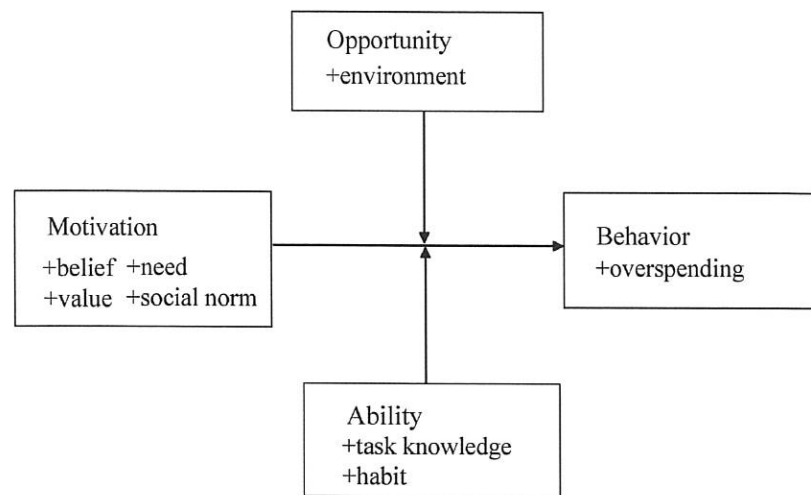 Opportunity
+environment
Motivation
+belief +need
+value +social norm
Behavior
+overspending
Ability
+task knowledge
+habit